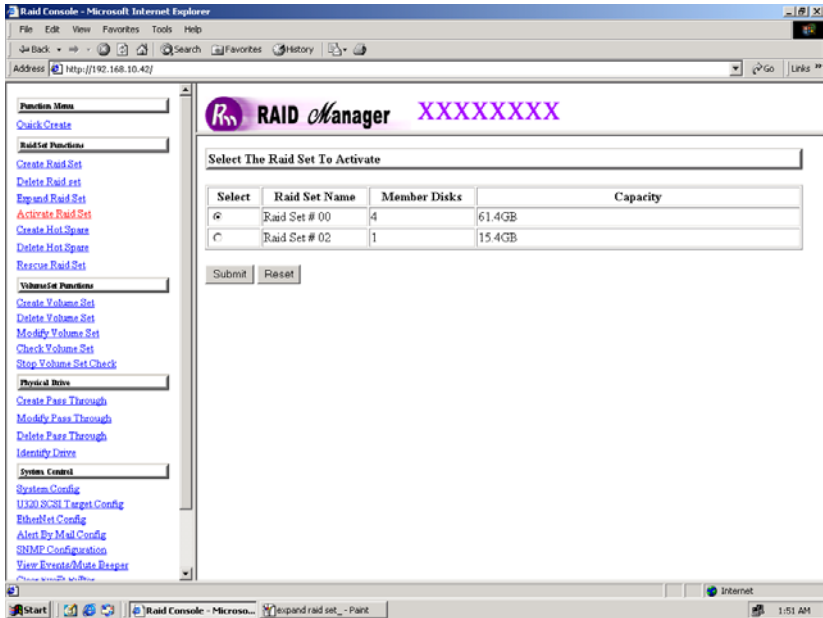 Raid Console - Microsoft Internet Explorer
File Edit View Favorites Tools Help
Back Search Favorites History
Address http://192.168.10.42/ Go Links »
Function Menu
Quick Create
RaidSet Functions
Create Raid Set
Delete Raid set
Expand Raid Set
Activate Raid Set
Create Hot Spare
Delete Hot Spare
Rescue Raid Set
VolumeSet Functions
Create Volume Set
Delete Volume Set
Modify Volume Set
Check Volume Set
Stop Volume Set Check
Physical Drive
Create Pass Through
Modify Pass Through
Delete Pass Through
Identify Drive
System Control
System Config
U320 SCSI Target Config
EtherNet Config
Alert By Mail Config
SNMP Configuration
View Events/Mute Beeper
Rm RAID Manager XXXXXXXX
Select The Raid Set To Activate
Select Raid Set Name Member Disks Capacity
Raid Set # 00 4 61.4GB
Raid Set # 02 1 15.4GB
Submit Reset
Internet
Start Raid Console - Microso... expand raid set_ - Paint 1:51 AM